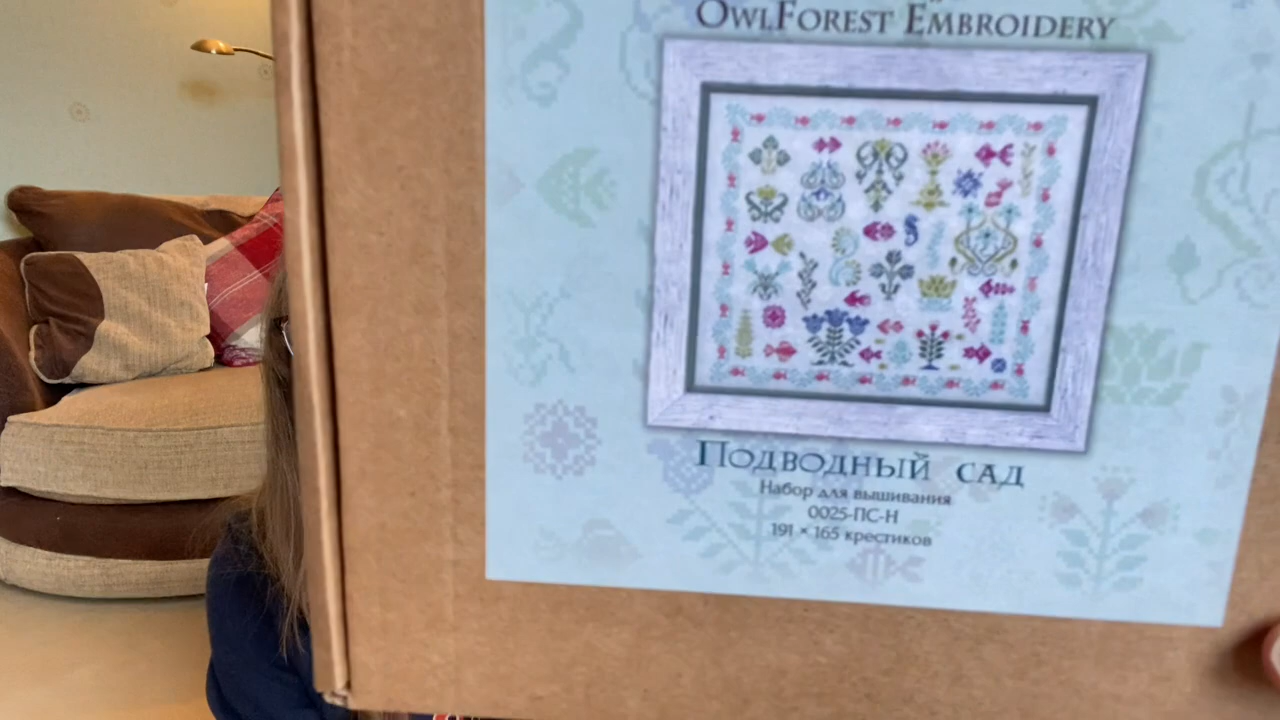 OwlForest Embroidery
Подводный сад
Набор для вышивания
0025-ПС-Н
191 × 165 крестиков